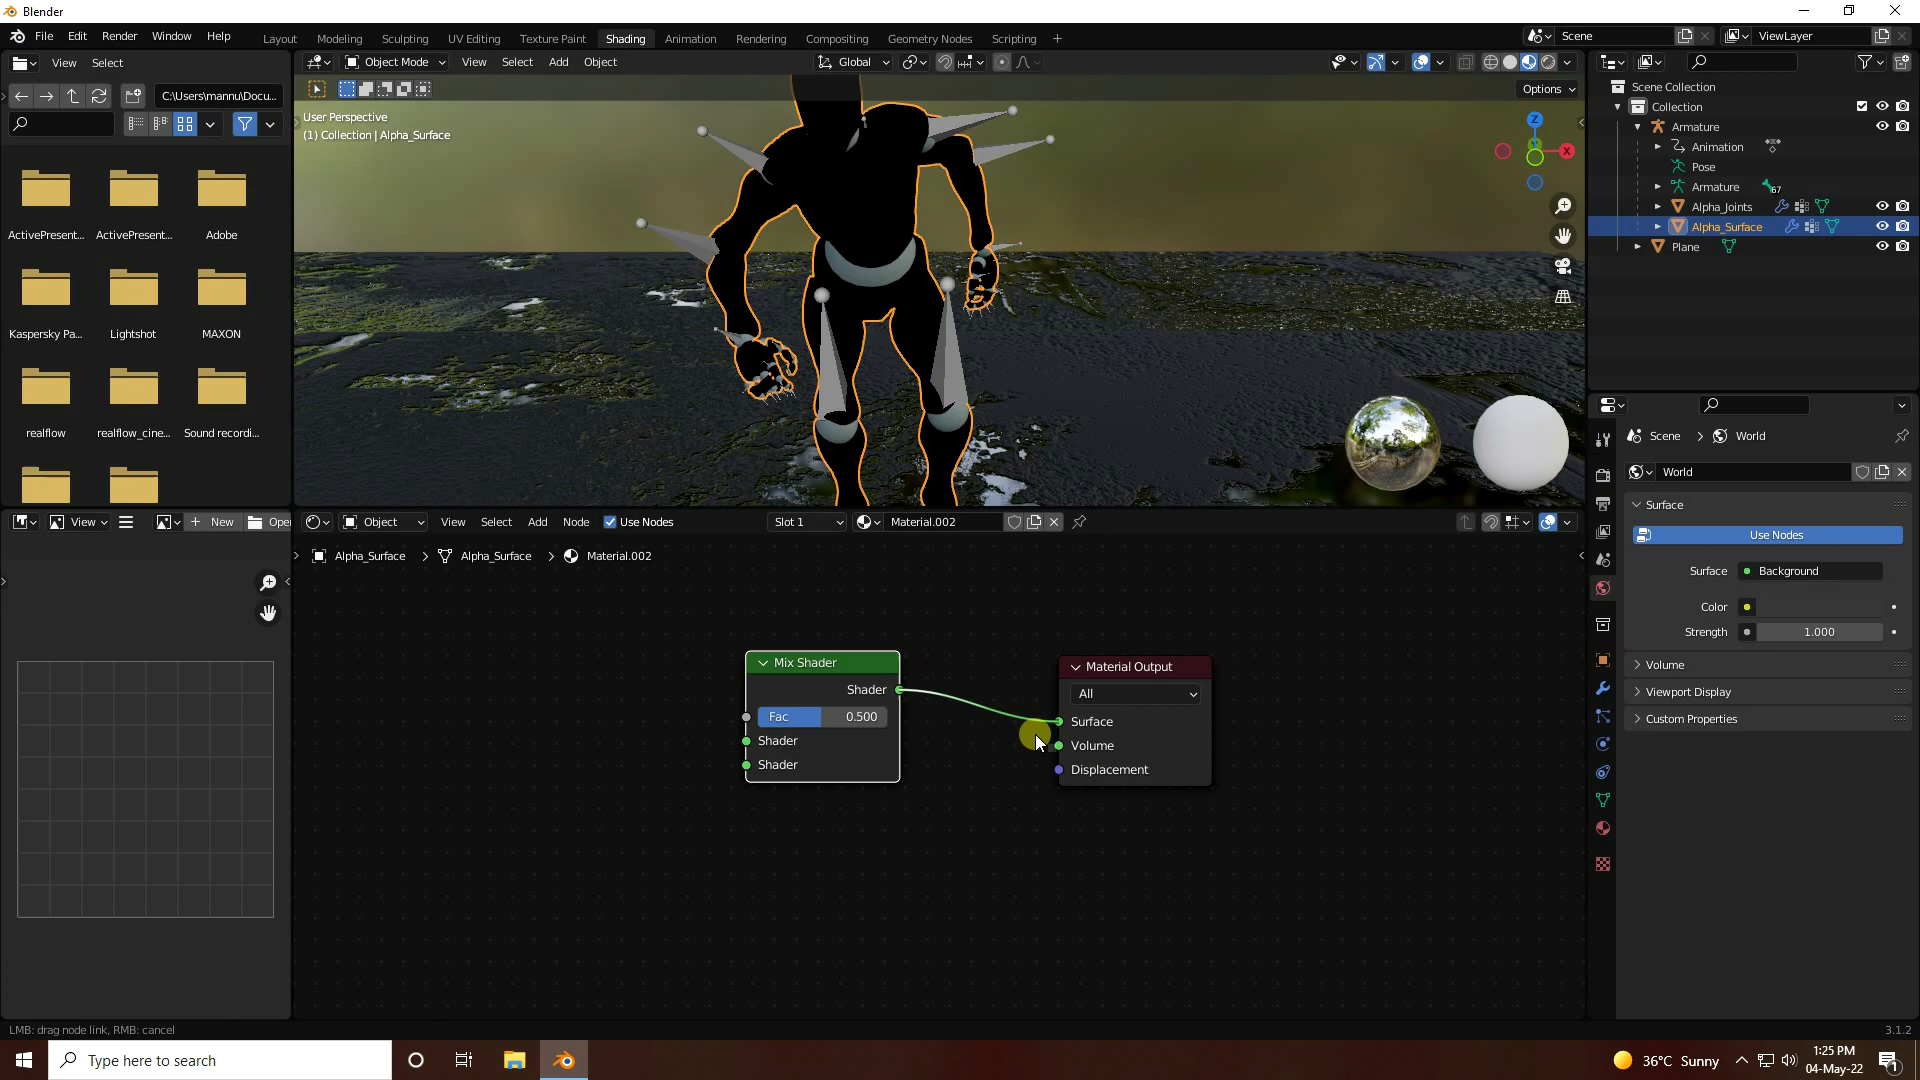 Blender
File Edit Render Window Help
Layout Modeling Sculpting UV Editing Texture Paint Shading Animation Rendering Compositing Geometry Nodes Scripting +
Scene
ViewLayer
View Select
Object Mode View Select Add Object
Global
C:\Users\mannu\Docu...
Options
User Perspective
(1) Collection | Alpha_Surface
Z
X
ActivePresent... ActivePresent... Adobe
Kaspersky Pa... Lightshot MAXON
realflow realflow_cine... Sound recordi...
Scene Collection
Collection
Armature
Animation
Pose
Armature 67
Alpha_Joints
Alpha_Surface
Plane
Scene > World
World
Surface
Use Nodes
Surface Background
Color
Strength 1.000
Volume
Viewport Display
Custom Properties
View New Open
Object View Select Add Node Use Nodes Slot 1 Material.002
Alpha_Surface > Alpha_Surface > Material.002
Mix Shader
Shader
Fac 0.500
Shader
Shader
Material Output
All
Surface
Volume
Displacement
LMB: drag node link, RMB: cancel
3.1.2
Type here to search
36°C Sunny
1:25 PM
04-May-22
1